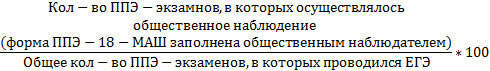 Кол − во ППЭ − экзамнов, в которых осуществлялось
общественное наблюдение
(форма ППЭ − 18 − МАШ заполнена общественным наблюдателем)
Общее кол − во ППЭ − экзаменов, в которых проводился ЕГЭ
* 100